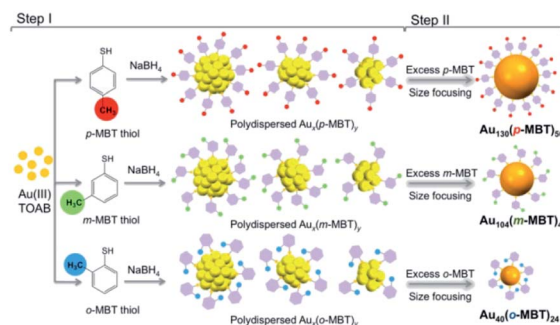 Step I
Step II
SH
CH₃
p-MBT thiol
NaBH₄
Polydispersed Auₓ(p-MBT)ᵧ
Excess p-MBT
Size focusing
Au₁₃₀(p-MBT)₅
Au(III)
TOAB
SH
H₃C
m-MBT thiol
NaBH₄
Polydispersed Auₓ(m-MBT)ᵧ
Excess m-MBT
Size focusing
Au₁₀₄(m-MBT)
H₃C
SH
o-MBT thiol
NaBH₄
Polydispersed Auₓ(o-MBT)ᵧ
Excess o-MBT
Size focusing
Au₄₀(o-MBT)₂₄